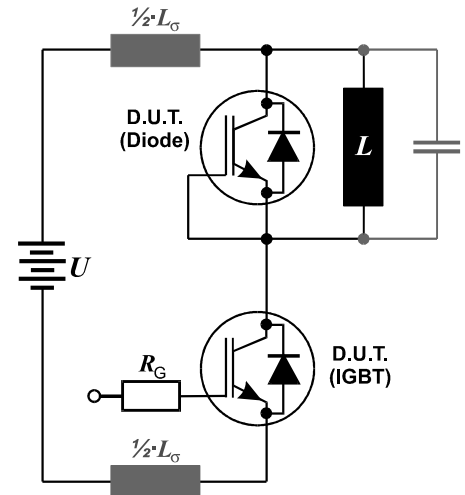 ½·Lσ
D.U.T.
(Diode)
L
U
D.U.T.
(IGBT)
RG
½·Lσ